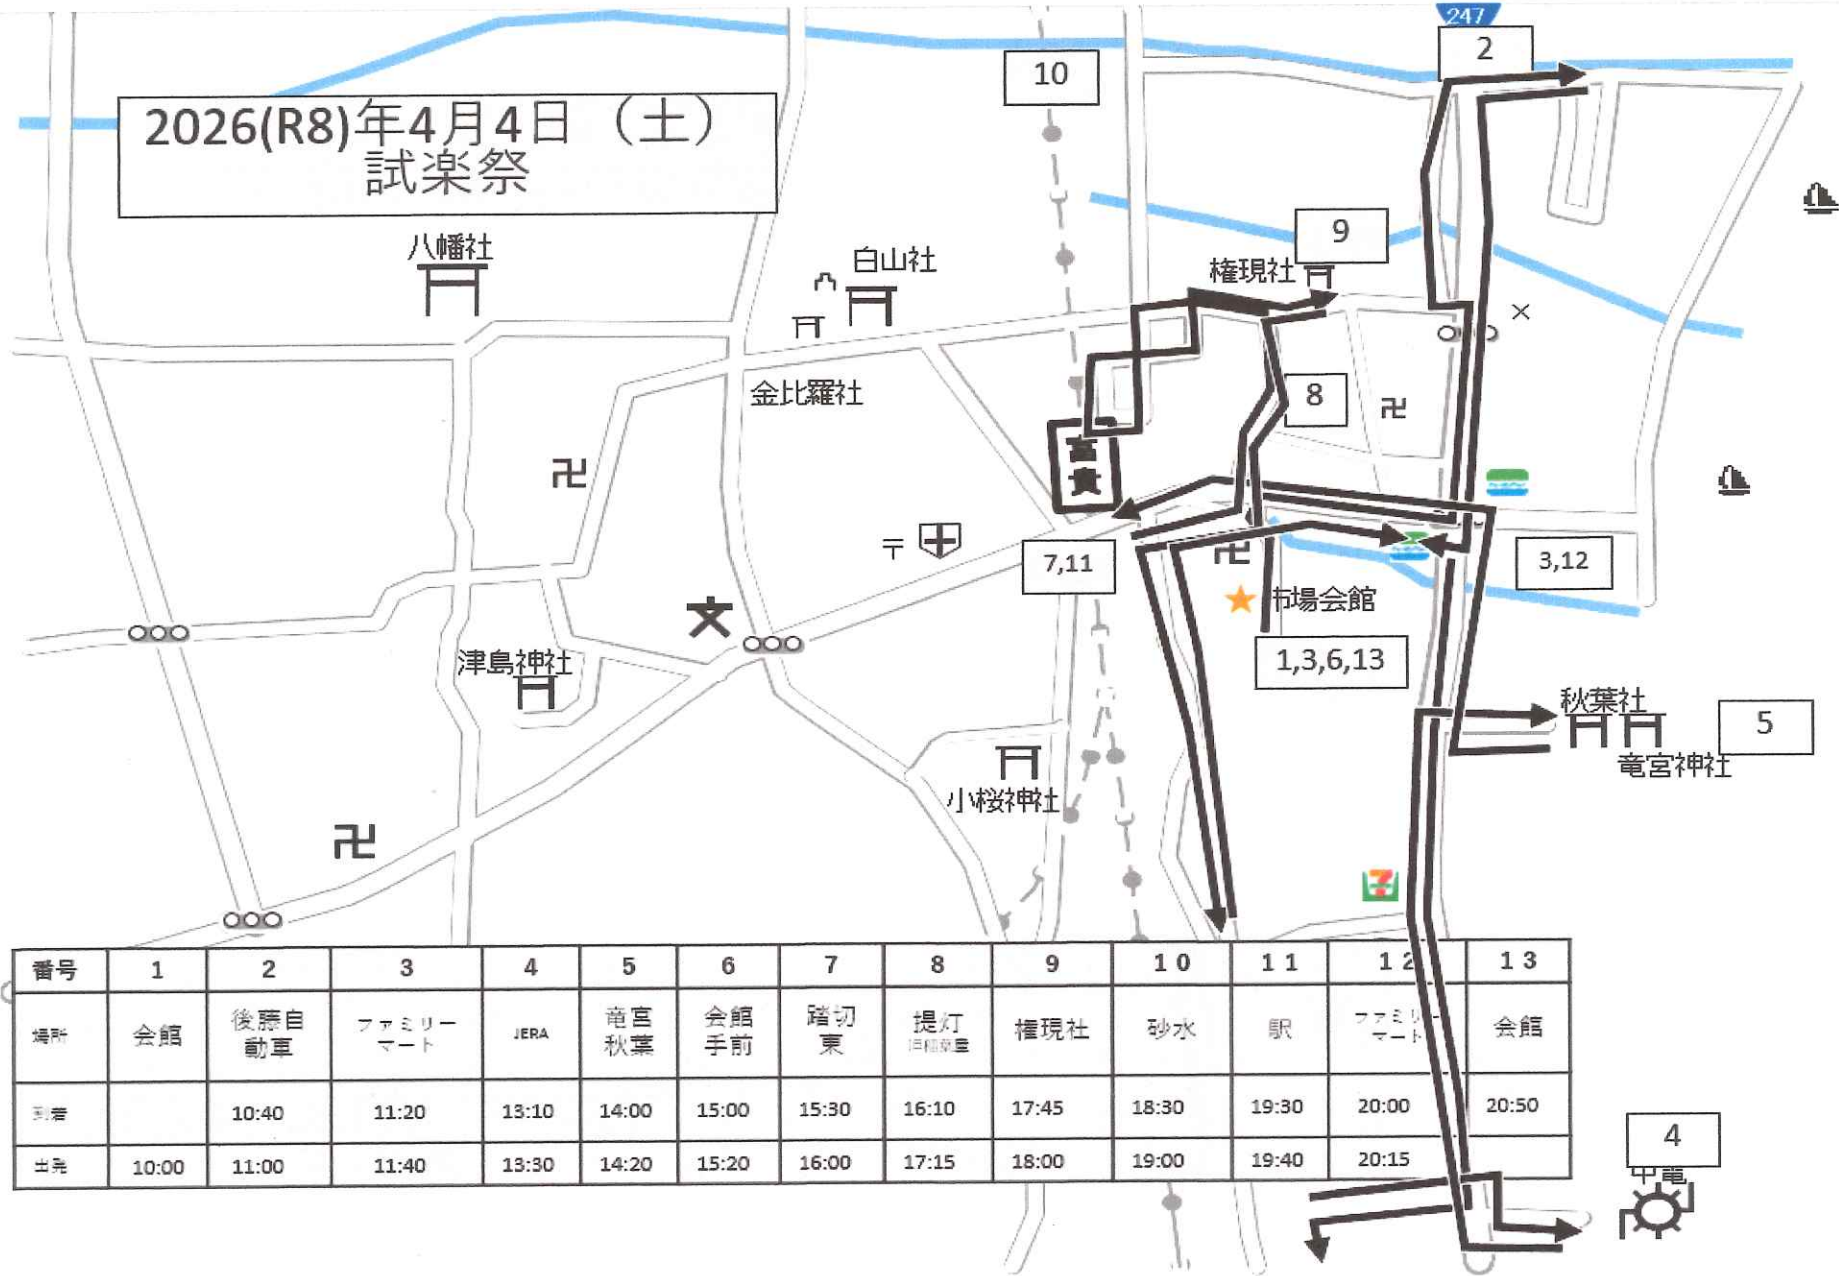 247
2
10
2026(R8)年4月4日（土）
試楽祭
八幡社
白山社
権現社
9
金比羅社
8
富貴
7,11
3,12
市場会館
1,3,6,13
津島神社
秋葉社
5
竜宮神社
小桜神社
7
番号 1 2 3 4 5 6 7 8 9 10 11 12 13
場所 会館 後藤自動車 ファミリーマート JERA 竜宮秋葉 会館手前 踏切東 提灯 権現社 砂水 駅 ファミリーマート 会館
到着 10:40 11:20 13:10 14:00 15:00 15:30 16:10 17:45 18:30 19:30 20:00 20:50
出発 10:00 11:00 11:40 13:30 14:20 15:20 16:00 17:15 18:00 19:00 19:40 20:15
4